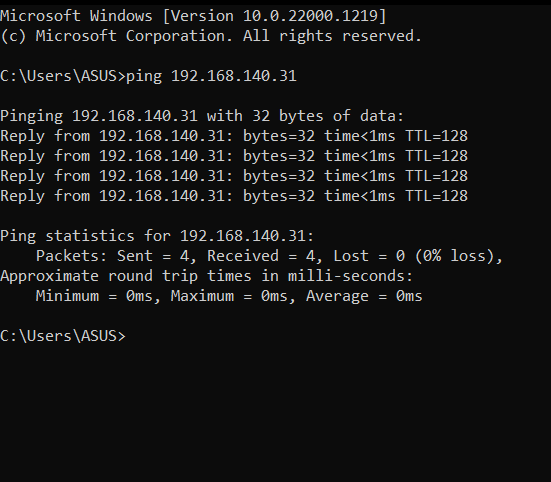 Microsoft Windows [Version 10.0.22000.1219]
(c) Microsoft Corporation. All rights reserved.
C:\Users\ASUS>ping 192.168.140.31
Pinging 192.168.140.31 with 32 bytes of data:
Reply from 192.168.140.31: bytes=32 time<1ms TTL=128
Reply from 192.168.140.31: bytes=32 time<1ms TTL=128
Reply from 192.168.140.31: bytes=32 time<1ms TTL=128
Reply from 192.168.140.31: bytes=32 time<1ms TTL=128
Ping statistics for 192.168.140.31:
    Packets: Sent = 4, Received = 4, Lost = 0 (0% loss),
Approximate round trip times in milli-seconds:
    Minimum = 0ms, Maximum = 0ms, Average = 0ms
C:\Users\ASUS>